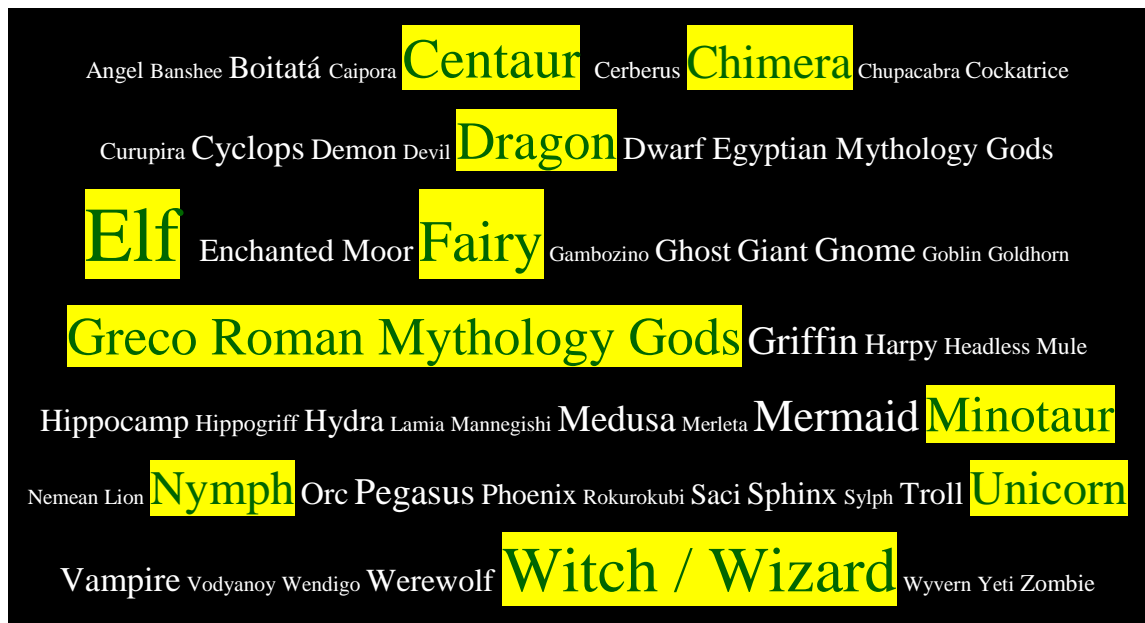 Angel Banshee Boitatá Caipora Centaur Cerberus Chimera Chupacabra Cockatrice
Curupira Cyclops Demon Devil Dragon Dwarf Egyptian Mythology Gods
Elf Enchanted Moor Fairy Gambozino Ghost Giant Gnome Goblin Goldhorn
Greco Roman Mythology Gods Griffin Harpy Headless Mule
Hippocamp Hippogriff Hydra Lamia Mannegishi Medusa Merleta Mermaid Minotaur
Nemean Lion Nymph Orc Pegasus Phoenix Rokurokubi Saci Sphinx Sylph Troll Unicorn
Vampire Vodyanoy Wendigo Werewolf Witch / Wizard Wyvern Yeti Zombie